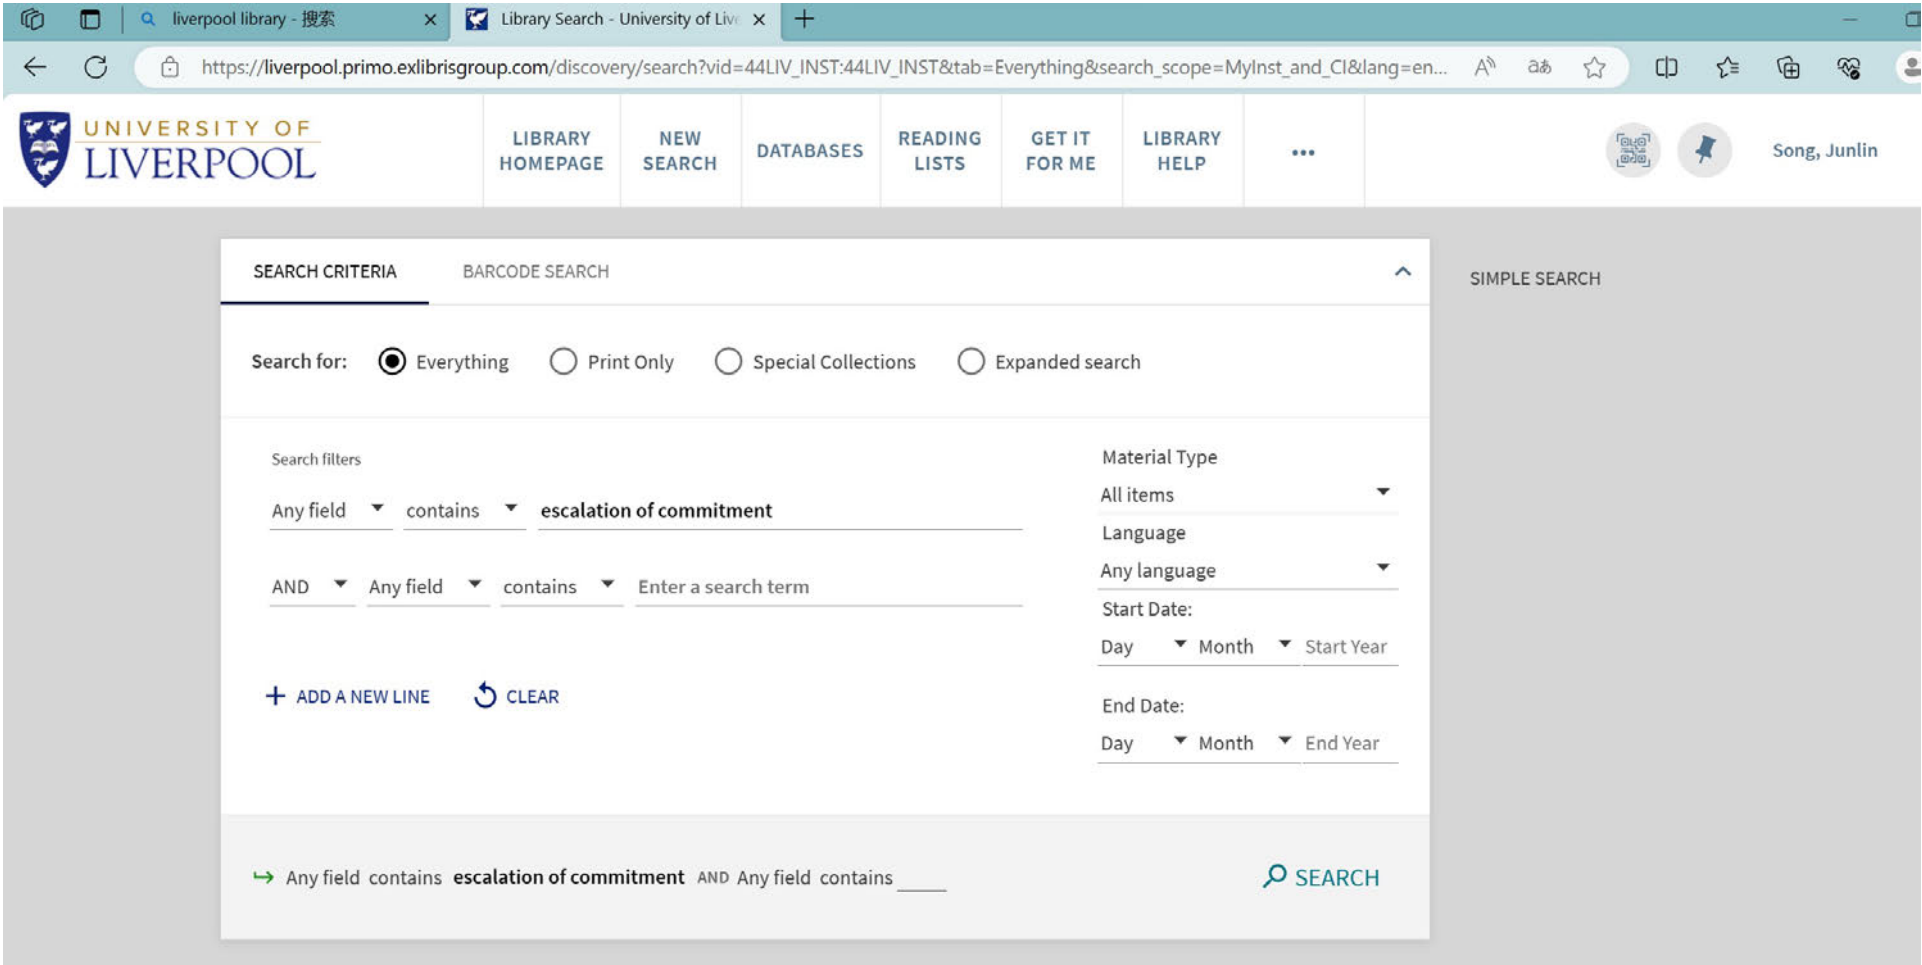 liverpool library - 搜索
Library Search - University of Live
https://liverpool.primo.exlibrisgroup.com/discovery/search?vid=44LIV_INST:44LIV_INST&tab=Everything&search_scope=MyInst_and_CI&lang=en...
UNIVERSITY OF
LIVERPOOL
LIBRARY
HOMEPAGE
NEW
SEARCH
DATABASES
READING
LISTS
GET IT
FOR ME
LIBRARY
HELP
...
Song, Junlin
SEARCH CRITERIA
BARCODE SEARCH
SIMPLE SEARCH
Search for: Everything Print Only Special Collections Expanded search
Search filters
Any field contains escalation of commitment
AND Any field contains Enter a search term
+ ADD A NEW LINE CLEAR
Material Type
All items
Language
Any language
Start Date:
Day Month Start Year
End Date:
Day Month End Year
Any field contains escalation of commitment AND Any field contains ____
SEARCH